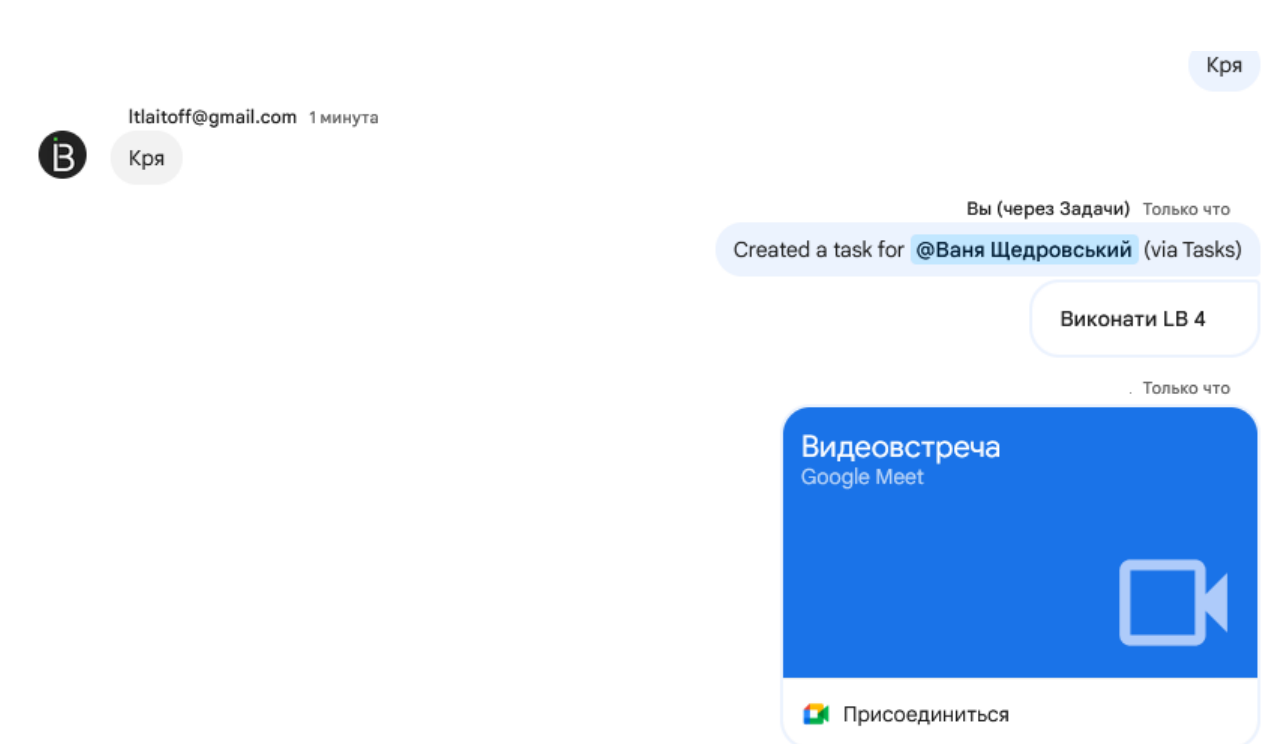 Кря
ltlaitoff@gmail.com 1 минута
Кря
Вы (через Задачи) Только что
Created a task for @Ваня Щедровський (via Tasks)
Виконати LB 4
. Только что
Видеовстреча
Google Meet
Присоединиться